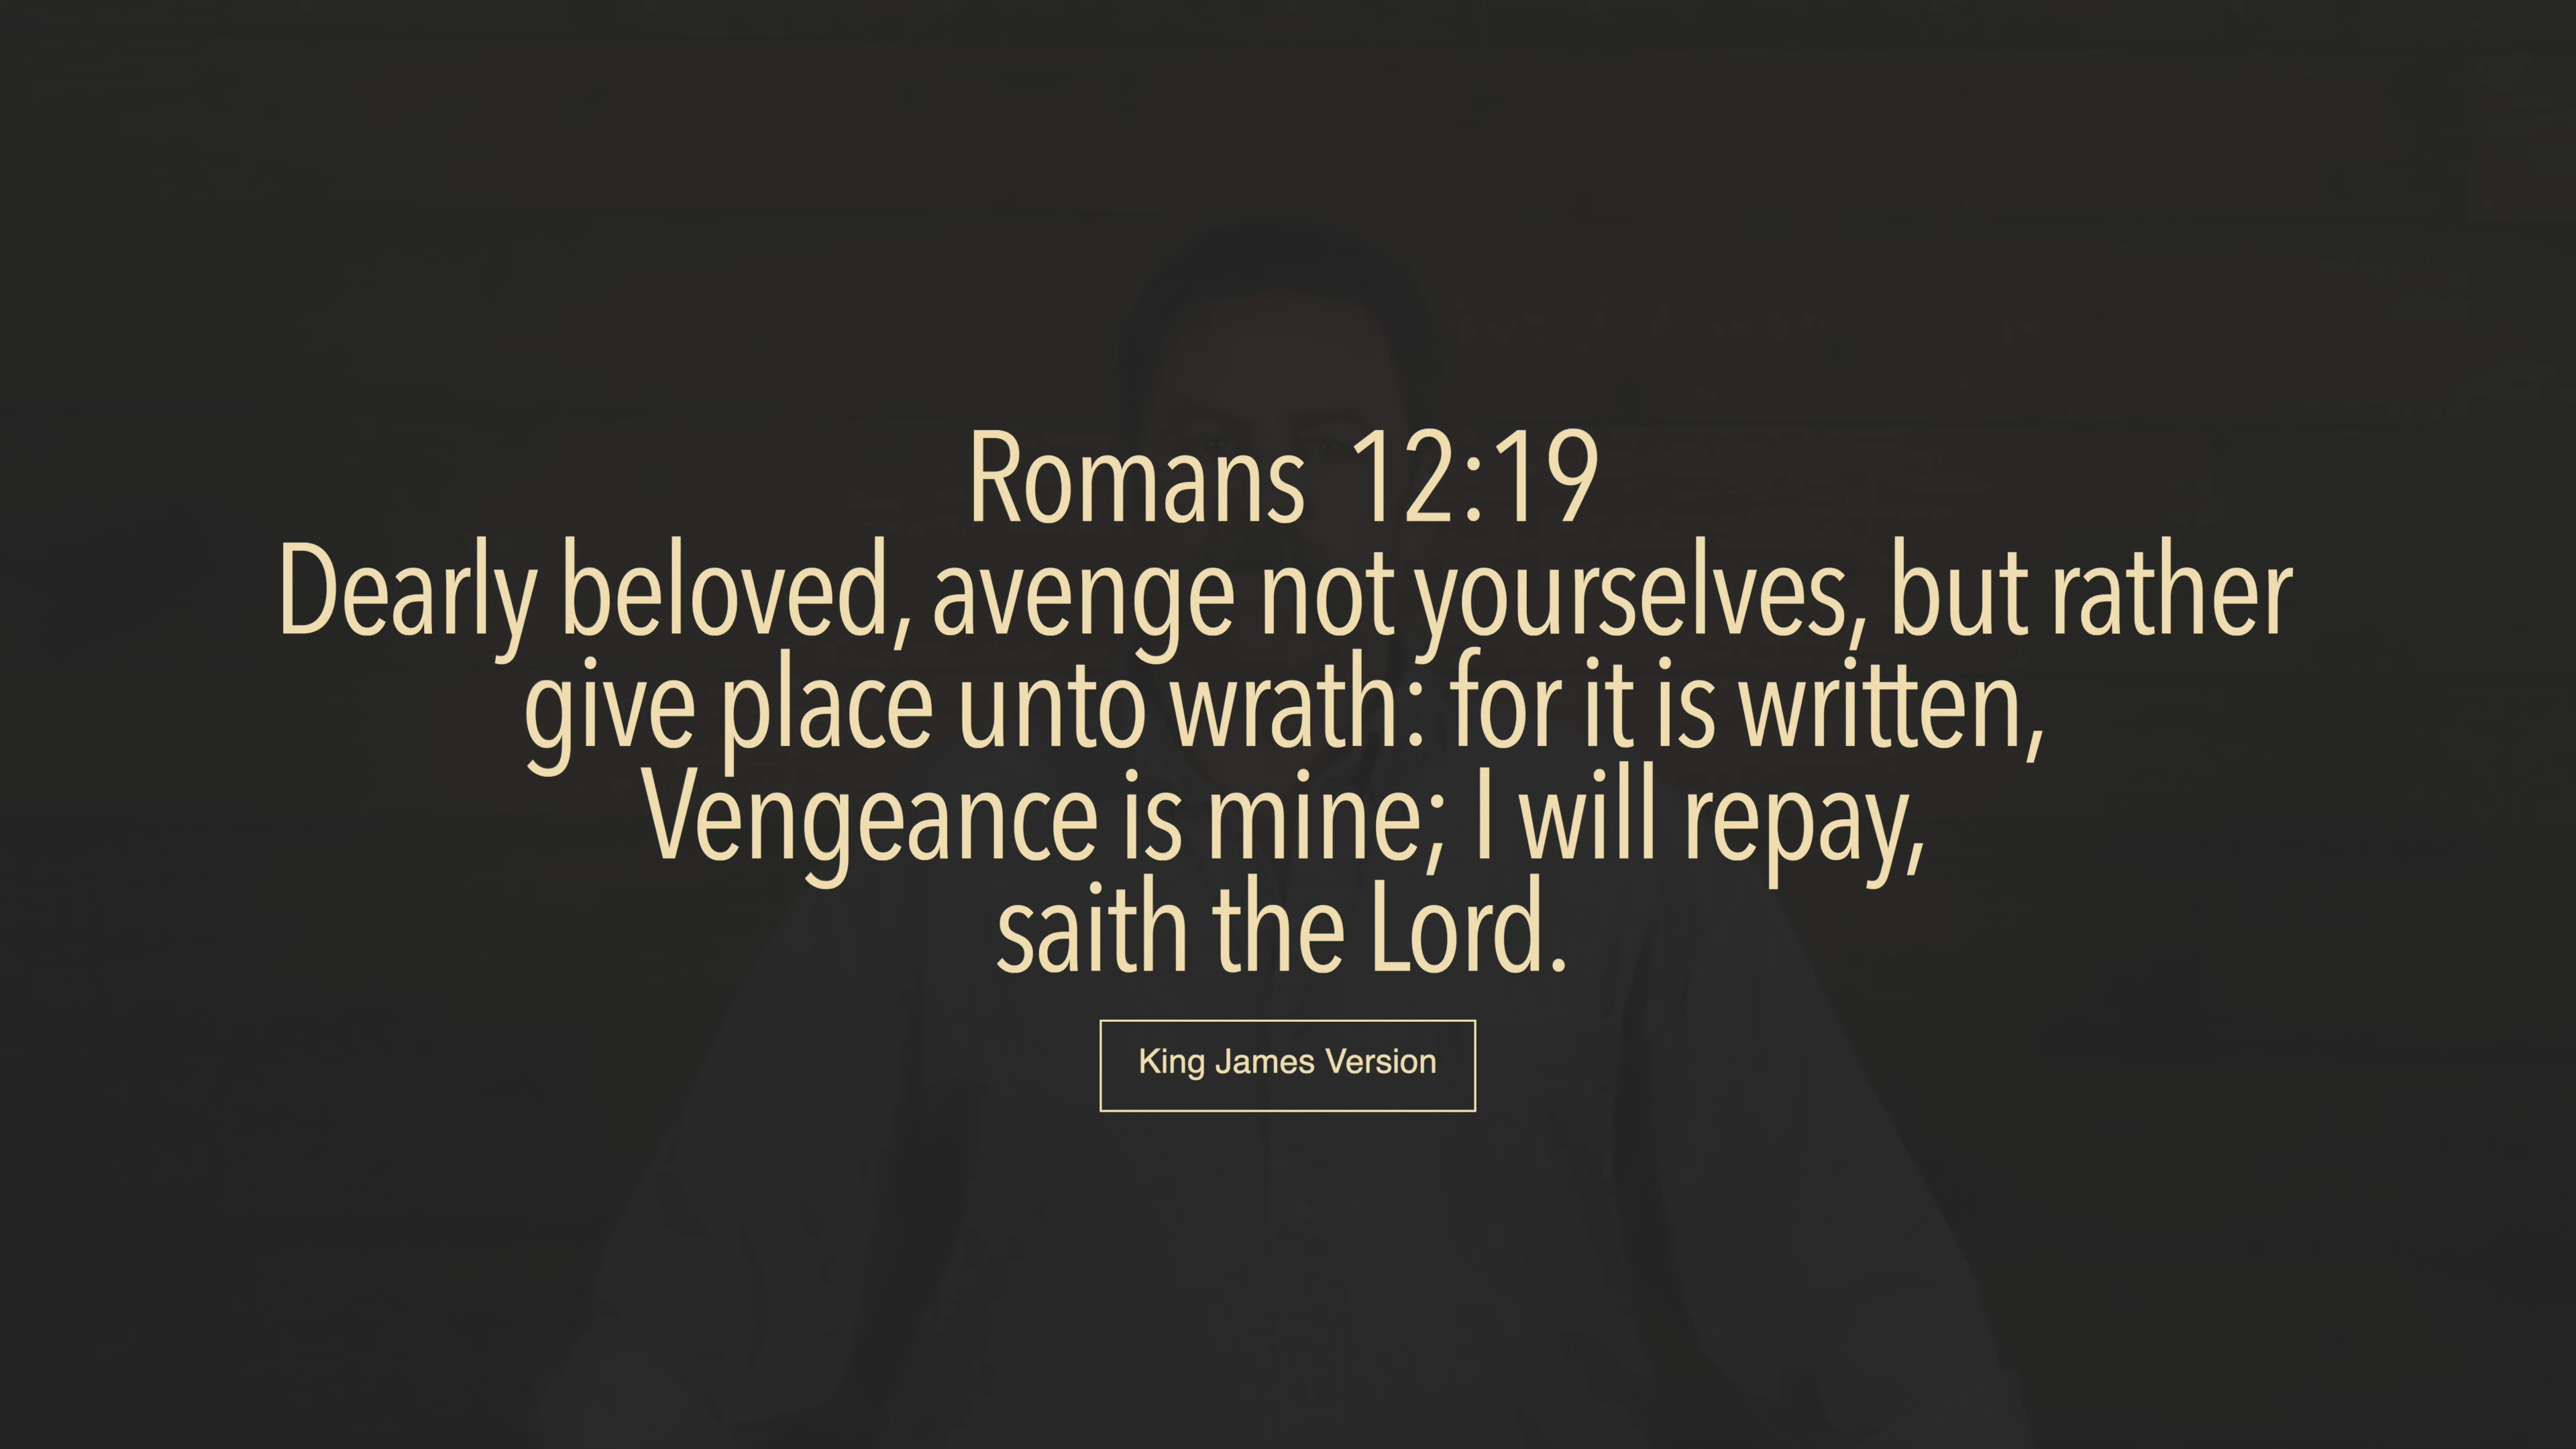 Romans 12:19
Dearly beloved, avenge not yourselves, but rather
give place unto wrath: for it is written,
Vengeance is mine; I will repay,
saith the Lord.
King James Version